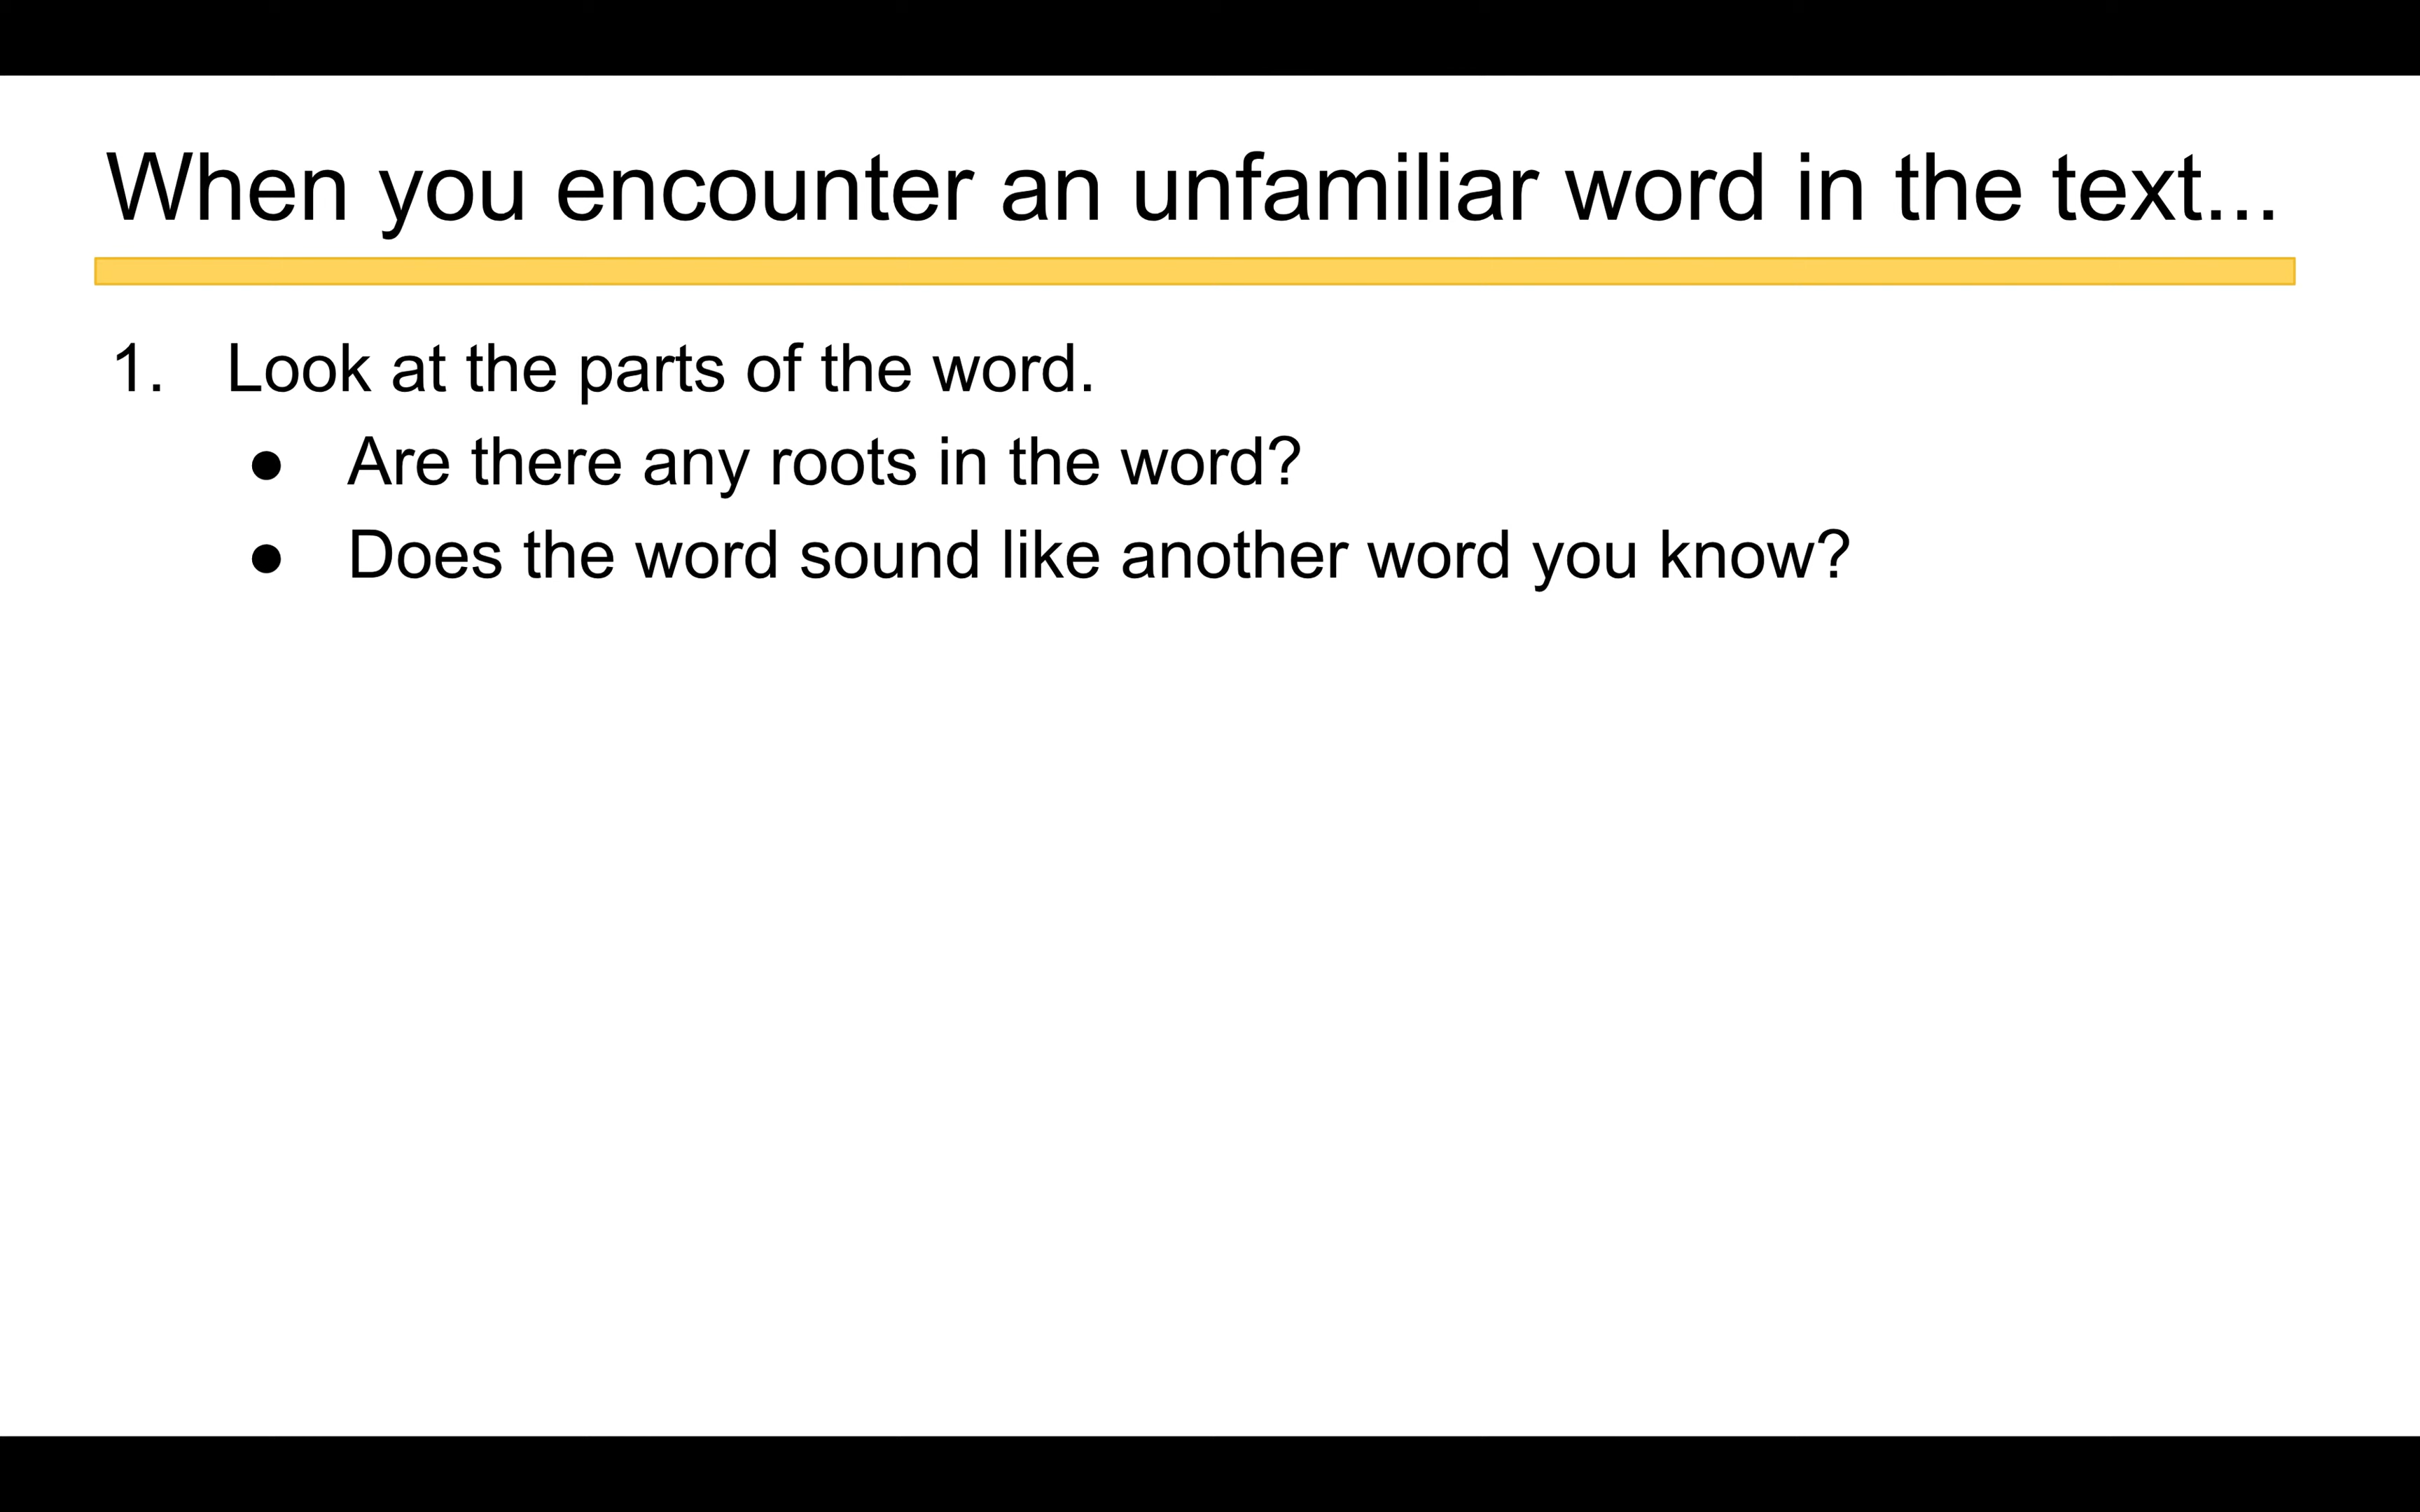 When you encounter an unfamiliar word in the text...
1. Look at the parts of the word.
● Are there any roots in the word?
● Does the word sound like another word you know?